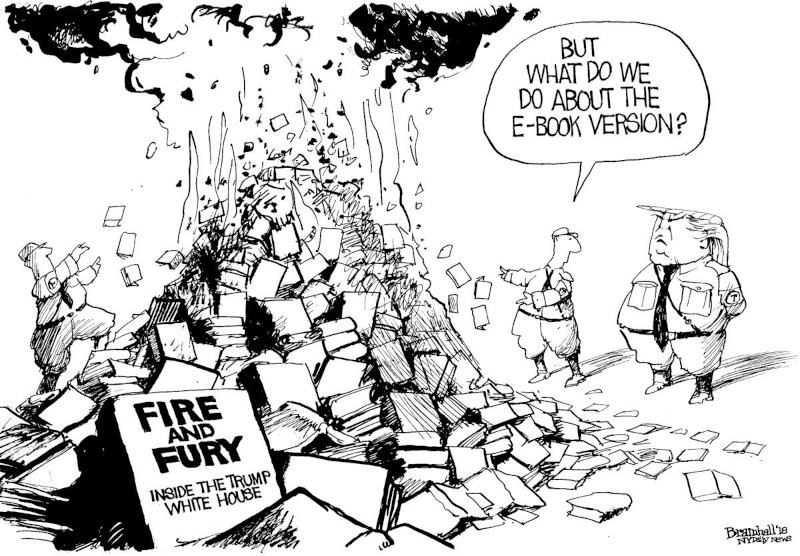 BUT
WHAT DO WE
DO ABOUT THE
E-BOOK VERSION?
FIRE
AND
FURY
INSIDE THE TRUMP
WHITE HOUSE
T
Bramhall '18
NY Daily News